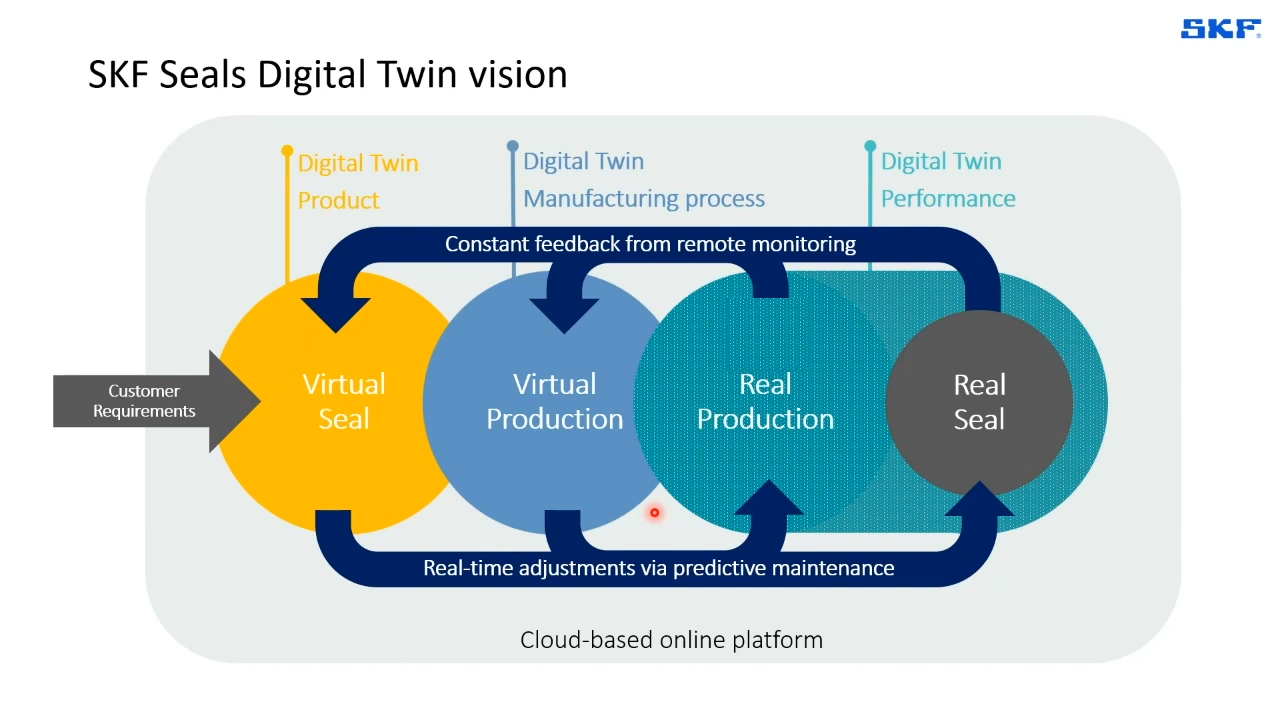 SKF
SKF Seals Digital Twin vision
Digital Twin
Product
Digital Twin
Manufacturing process
Digital Twin
Performance
Constant feedback from remote monitoring
Customer
Requirements
Virtual
Seal
Virtual
Production
Real
Production
Real
Seal
Real-time adjustments via predictive maintenance
Cloud-based online platform